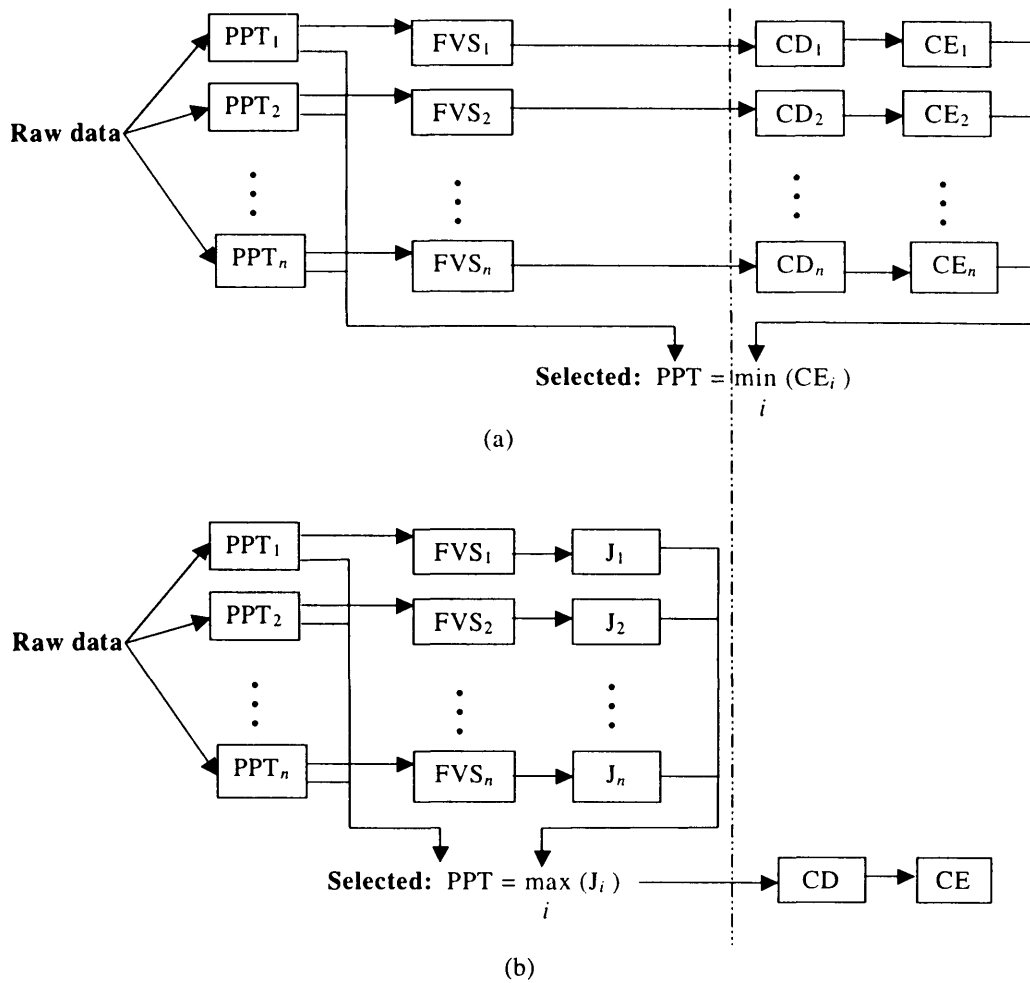 PPT₁ FVS₁ CD₁ CE₁
PPT₂ FVS₂ CD₂ CE₂
Raw data
PPTₙ FVSₙ CDₙ CEₙ
Selected: PPT = min (CEᵢ)
i
(a)
PPT₁ FVS₁ J₁
PPT₂ FVS₂ J₂
Raw data
PPTₙ FVSₙ Jₙ
Selected: PPT = max (Jᵢ) CD CE
i
(b)